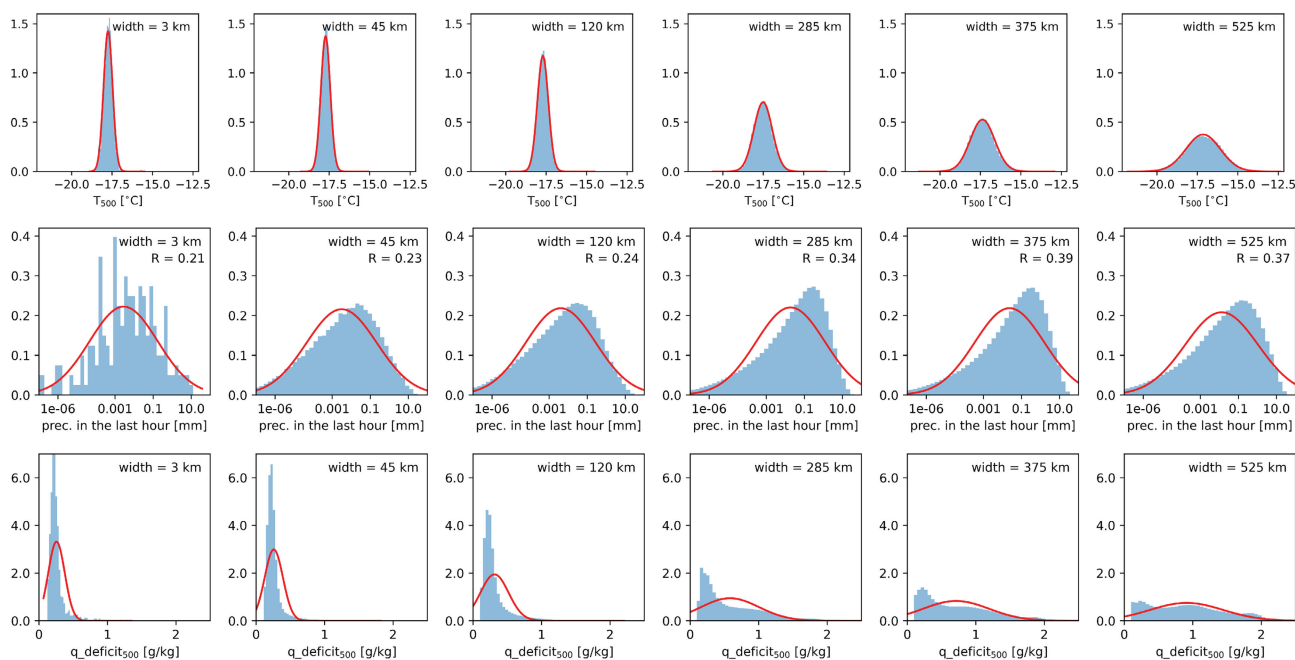 width = 3 km
1.5
1.0
0.5
0.0
−20.0 −17.5 −15.0 −12.5
T500 [˚C]
width = 45 km
1.5
1.0
0.5
0.0
−20.0 −17.5 −15.0 −12.5
T500 [˚C]
width = 120 km
1.5
1.0
0.5
0.0
−20.0 −17.5 −15.0 −12.5
T500 [˚C]
width = 285 km
1.5
1.0
0.5
0.0
−20.0 −17.5 −15.0 −12.5
T500 [˚C]
width = 375 km
1.5
1.0
0.5
0.0
−20.0 −17.5 −15.0 −12.5
T500 [˚C]
width = 525 km
1.5
1.0
0.5
0.0
−20.0 −17.5 −15.0 −12.5
T500 [˚C]
width = 3 km
R = 0.21
0.4
0.3
0.2
0.1
0.0
1e-06 0.001 0.1 10.0
prec. in the last hour [mm]
width = 45 km
R = 0.23
0.4
0.3
0.2
0.1
0.0
1e-06 0.001 0.1 10.0
prec. in the last hour [mm]
width = 120 km
R = 0.24
0.4
0.3
0.2
0.1
0.0
1e-06 0.001 0.1 10.0
prec. in the last hour [mm]
width = 285 km
R = 0.34
0.4
0.3
0.2
0.1
0.0
1e-06 0.001 0.1 10.0
prec. in the last hour [mm]
width = 375 km
R = 0.39
0.4
0.3
0.2
0.1
0.0
1e-06 0.001 0.1 10.0
prec. in the last hour [mm]
width = 525 km
R = 0.37
0.4
0.3
0.2
0.1
0.0
1e-06 0.001 0.1 10.0
prec. in the last hour [mm]
width = 3 km
6.0
4.0
2.0
0.0
0 1 2
q_deficit500 [g/kg]
width = 45 km
6.0
4.0
2.0
0.0
0 1 2
q_deficit500 [g/kg]
width = 120 km
6.0
4.0
2.0
0.0
0 1 2
q_deficit500 [g/kg]
width = 285 km
6.0
4.0
2.0
0.0
0 1 2
q_deficit500 [g/kg]
width = 375 km
6.0
4.0
2.0
0.0
0 1 2
q_deficit500 [g/kg]
width = 525 km
6.0
4.0
2.0
0.0
0 1 2
q_deficit500 [g/kg]